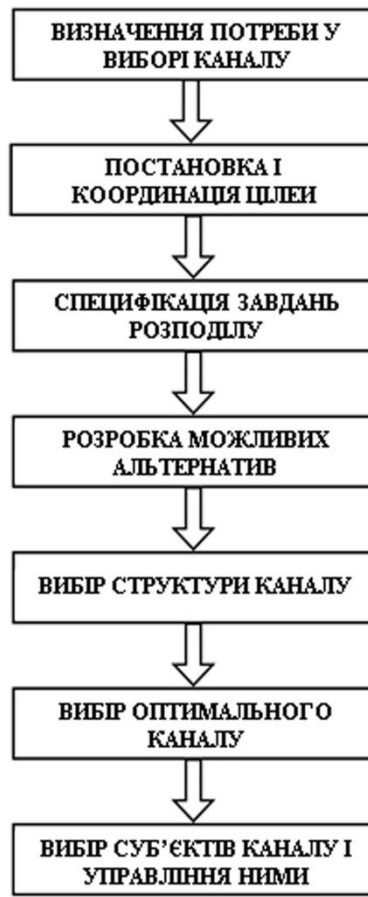 ВИЗНАЧЕННЯ ПОТРЕБИ У
ВИБОРІ КАНАЛУ
ПОСТАНОВКА І
КООРДИНАЦІЯ ЦІЛЕИ
СПЕЦИФІКАЦІЯ ЗАВДАНЬ
РОЗПОДІЛУ
РОЗРОБКА МОЖЛИВИХ
АЛЬТЕРНАТИВ
ВИБІР СТРУКТУРИ КАНАЛУ
ВИБІР ОПТИМАЛЬНОГО
КАНАЛУ
ВИБІР СУБ’ЄКТІВ КАНАЛУ І
УПРАВЛІННЯ НИМИ